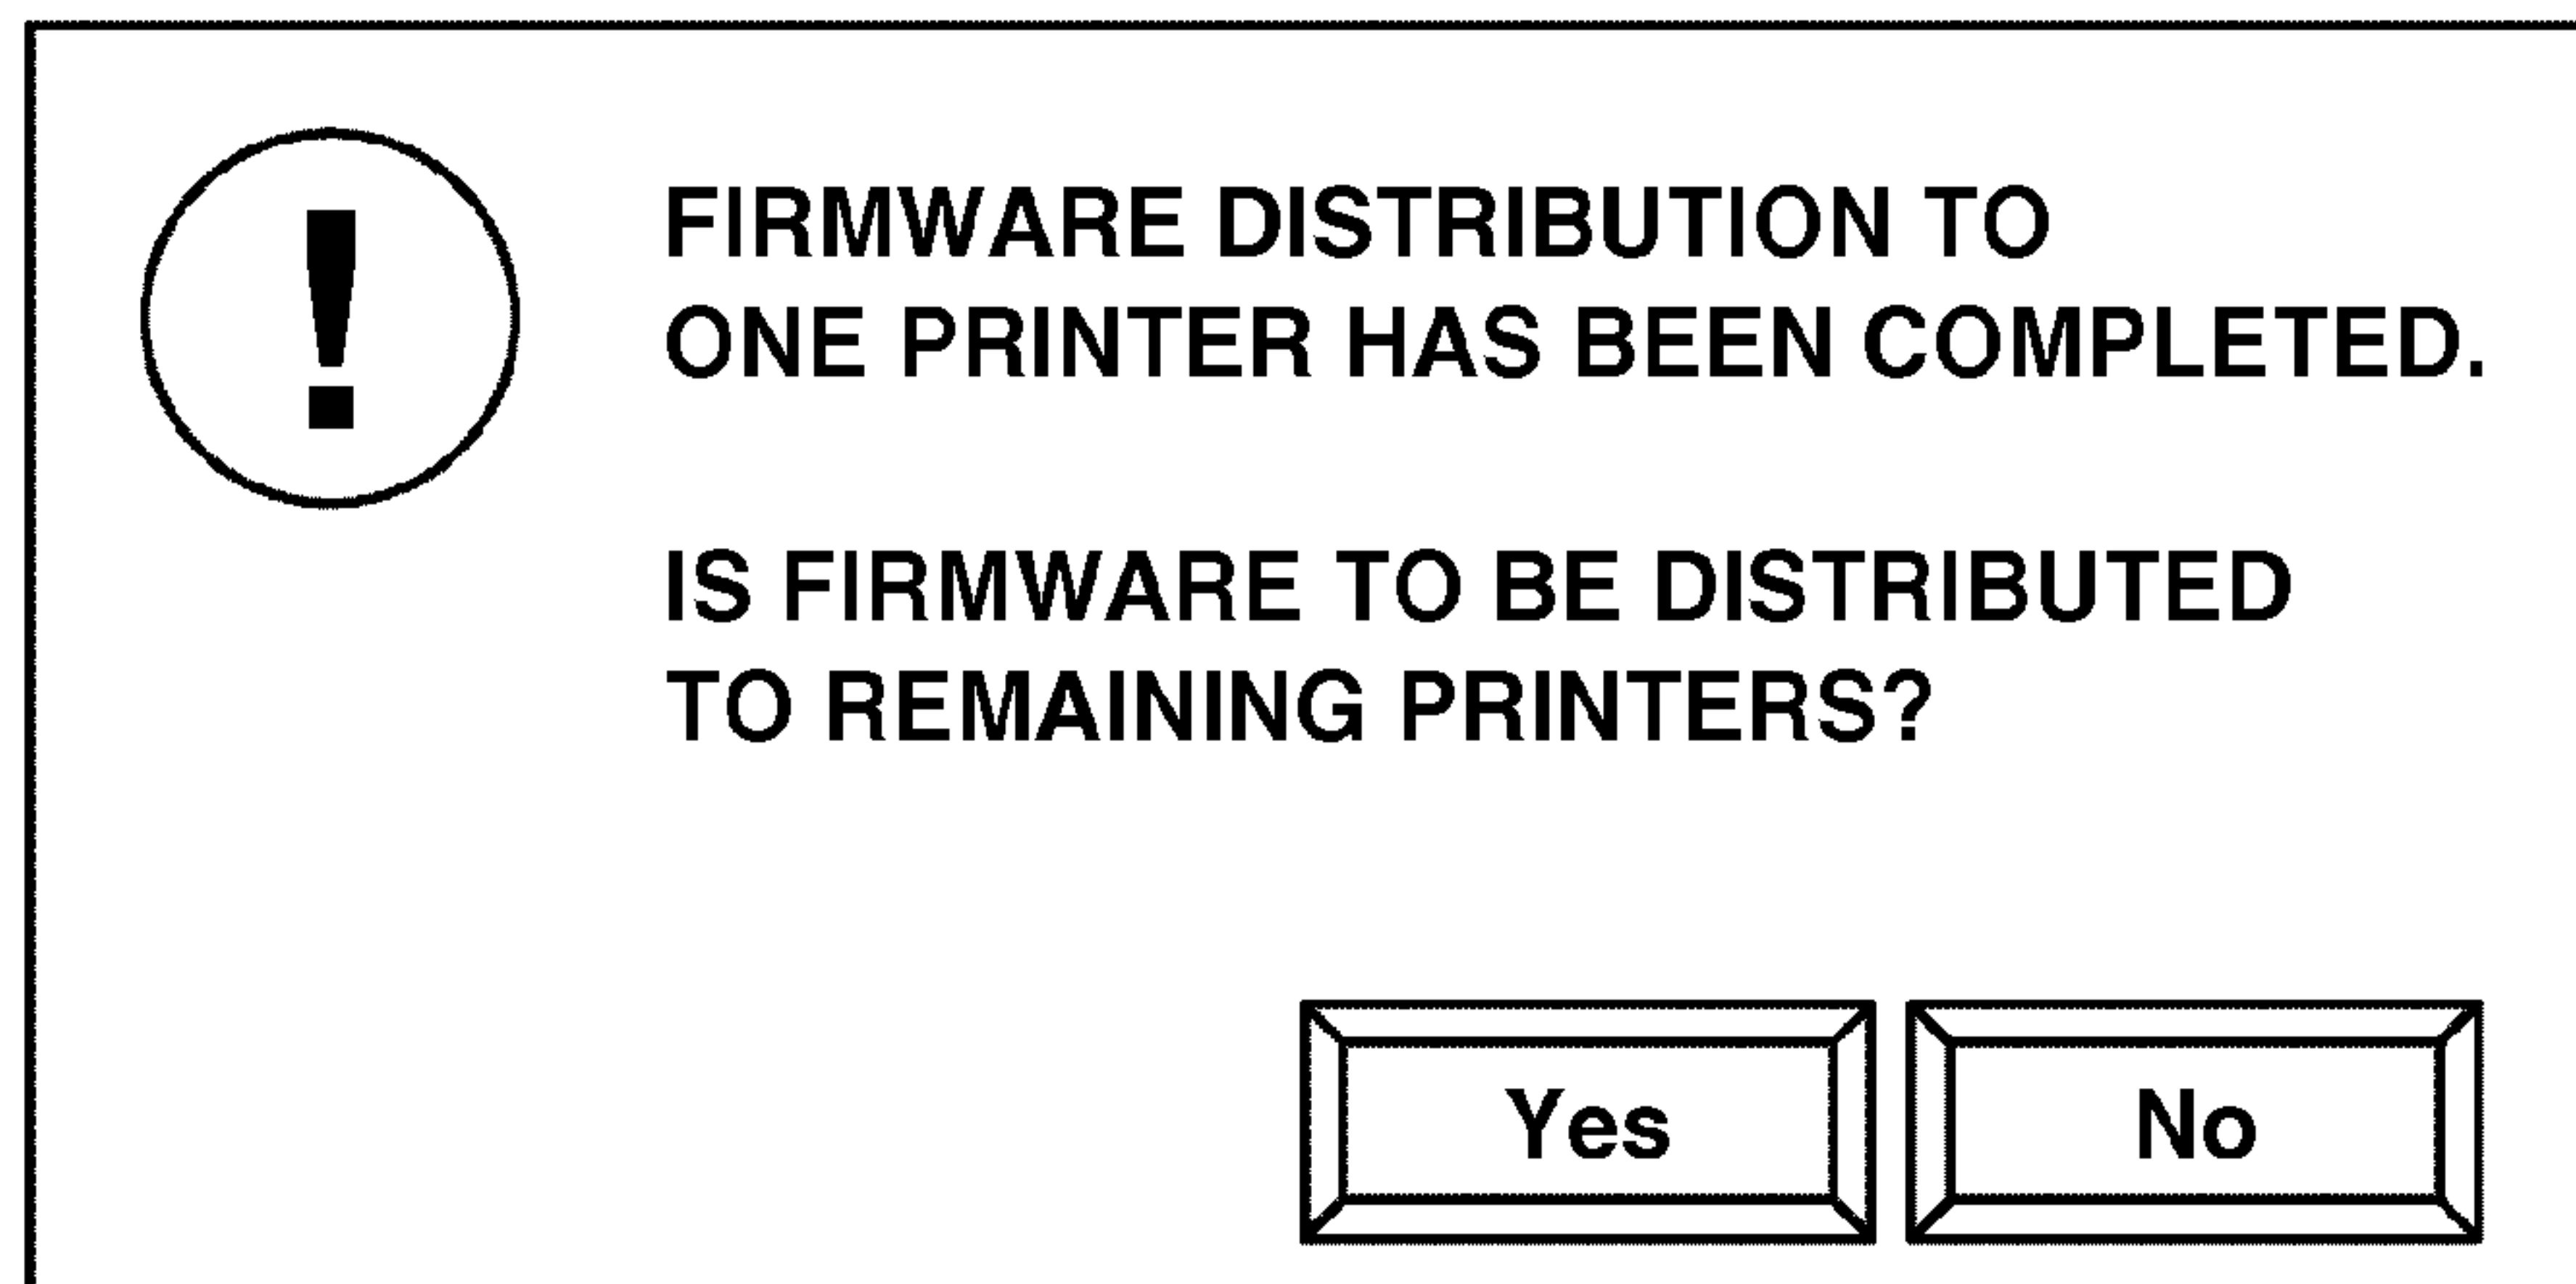 !
FIRMWARE DISTRIBUTION TO
ONE PRINTER HAS BEEN COMPLETED.
IS FIRMWARE TO BE DISTRIBUTED
TO REMAINING PRINTERS?
Yes No